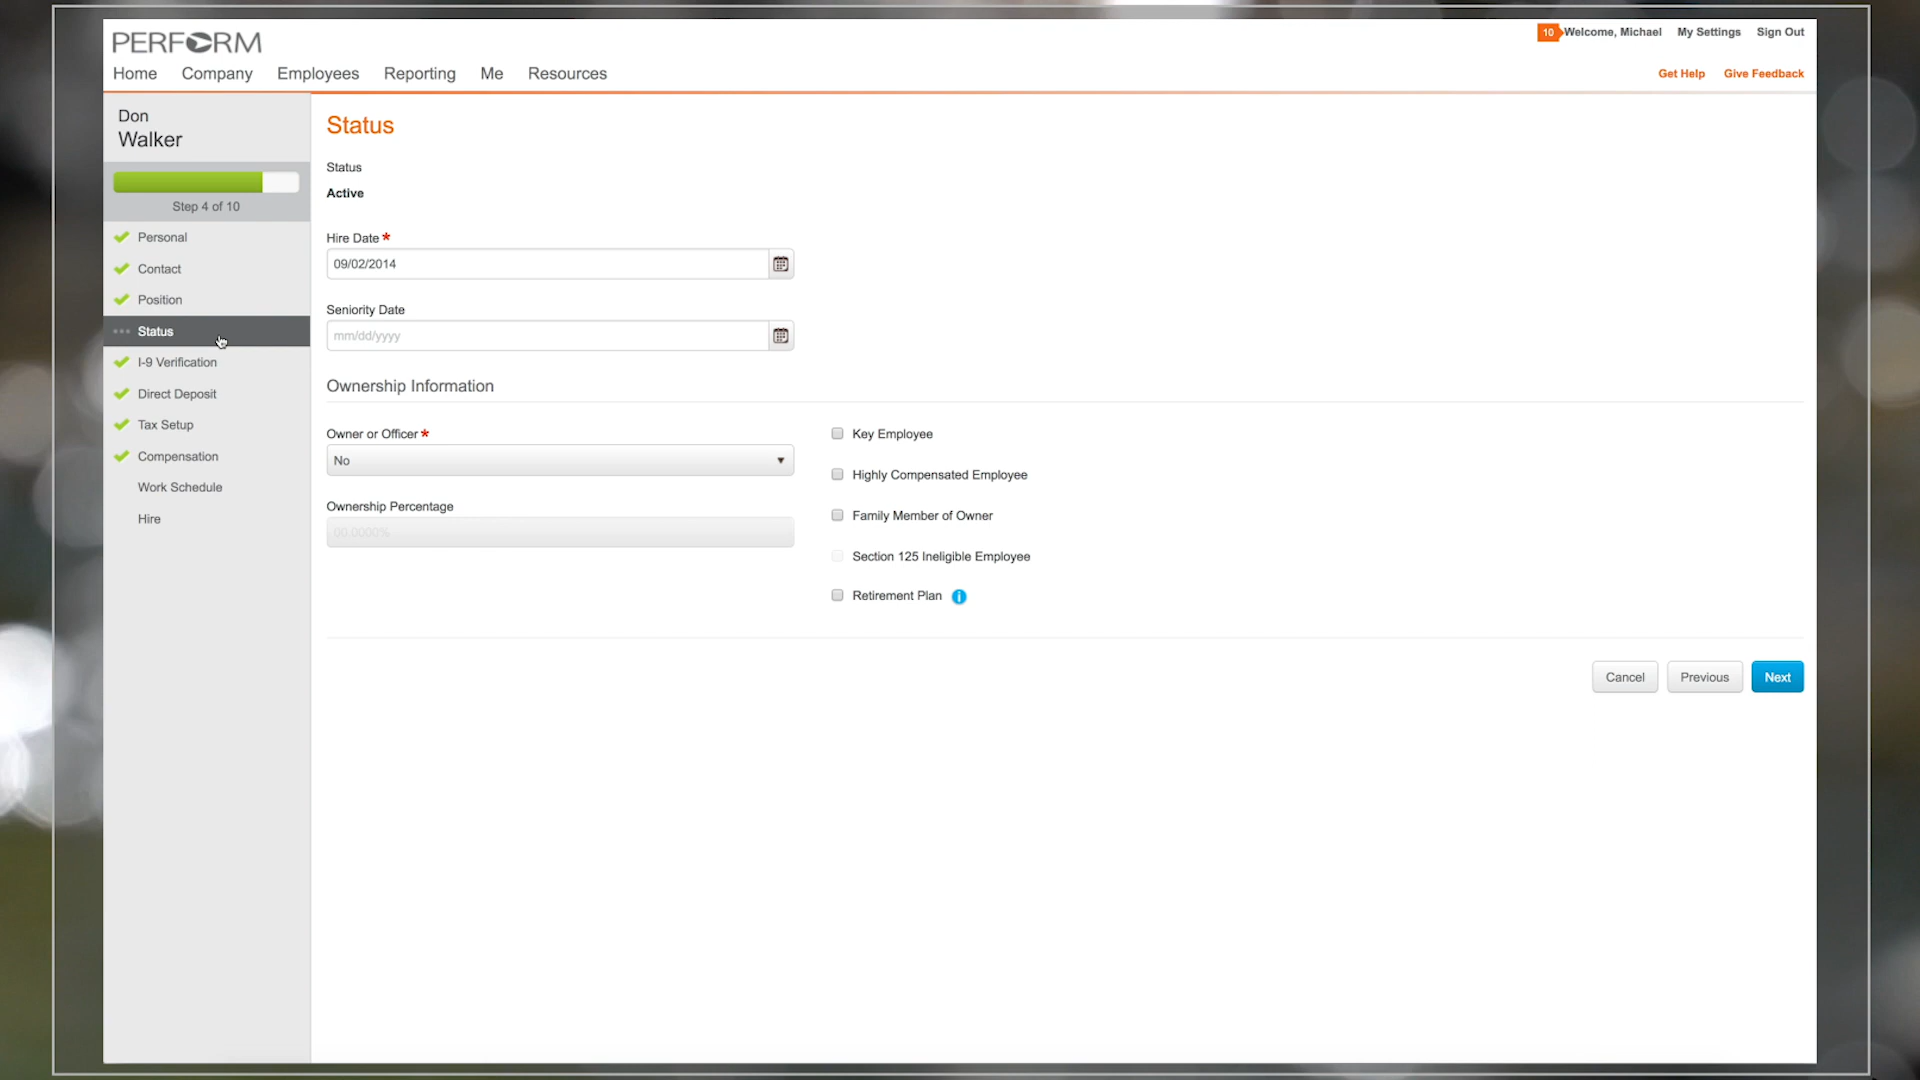 PERFORM
10 Welcome, Michael My Settings Sign Out
Home Company Employees Reporting Me Resources
Get Help Give Feedback
Don
Walker
Step 4 of 10
Personal
Contact
Position
Status
I-9 Verification
Direct Deposit
Tax Setup
Compensation
Work Schedule
Hire
Status
Status
Active
Hire Date *
09/02/2014
Seniority Date
mm/dd/yyyy
Ownership Information
Owner or Officer *
No
Ownership Percentage
00.0000%
Key Employee
Highly Compensated Employee
Family Member of Owner
Section 125 Ineligible Employee
Retirement Plan i
Cancel Previous Next